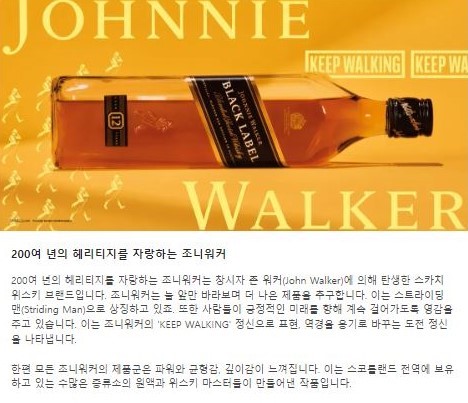 JOHNNIE
KEEP WALKING KEEP WA
JOHNNIE WALKER
BLACK LABEL
12
WALKER
200여 년의 헤리티지를 자랑하는 조니워커
200여 년의 헤리티지를 자랑하는 조니워커는 창시자 존 워커(John Walker)에 의해 탄생한 스카치
위스키 브랜드입니다. 조니워커는 늘 앞만 바라보며 더 나은 제품을 추구합니다. 이는 스트라이딩
맨(Striding Man)으로 상징하고 있죠. 또한 사람들이 긍정적인 미래를 향해 계속 걸어가도록 영감을
주고 있습니다. 이는 조니워커의 'KEEP WALKING' 정신으로 표현, 역경을 용기로 바꾸는 도전 정신
을 나타냅니다.
한편 모든 조니워커의 제품군은 파워와 균형감, 깊이감이 느껴집니다. 이는 스코틀랜드 전역에 보유
하고 있는 수많은 증류소의 원액과 위스키 마스터들이 만들어낸 작품입니다.